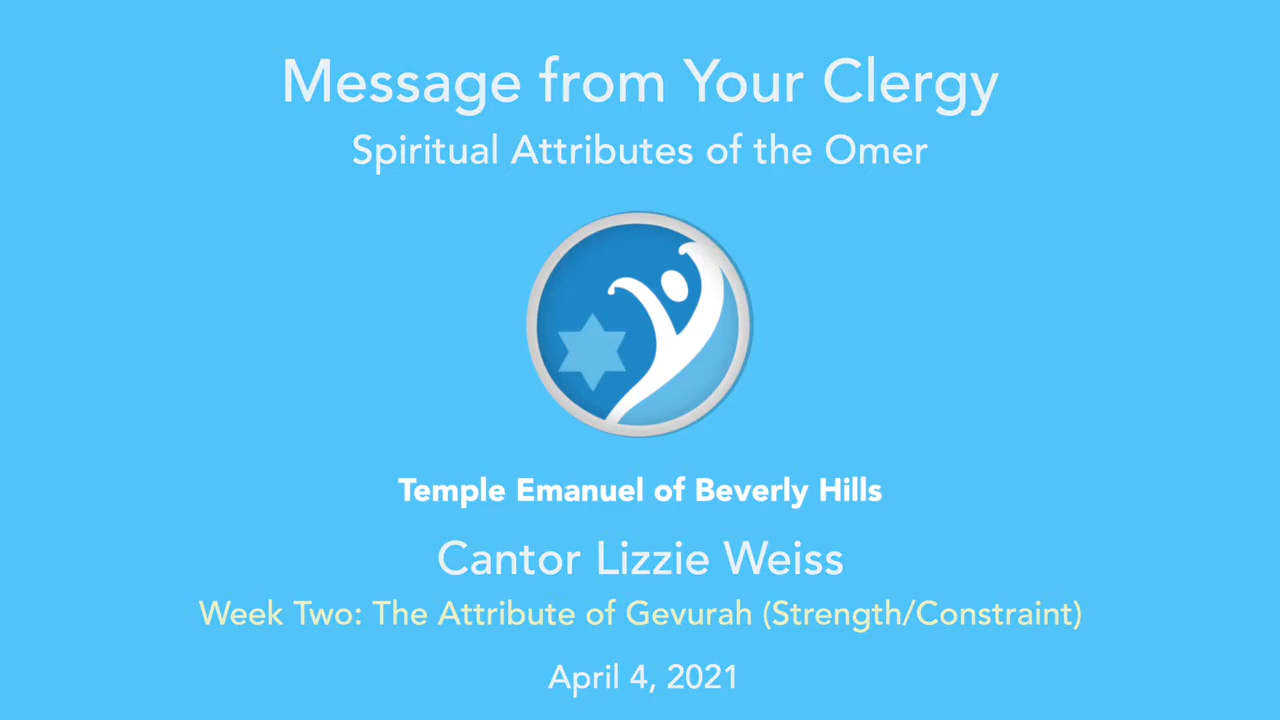 Message from Your Clergy
Spiritual Attributes of the Omer
Temple Emanuel of Beverly Hills
Cantor Lizzie Weiss
Week Two: The Attribute of Gevurah (Strength/Constraint)
April 4, 2021